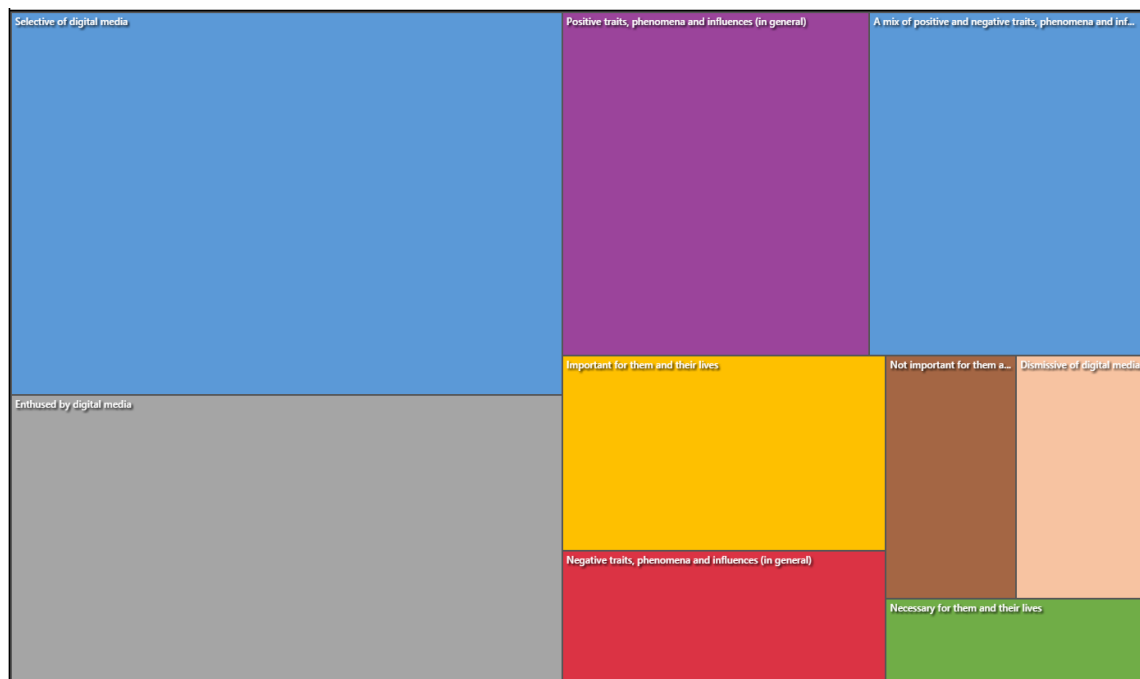 Selective of digital media
Positive traits, phenomena and influences (in general)
A mix of positive and negative traits, phenomena and inf...
Enthused by digital media
Important for them and their lives
Not important for them a...
Dismissive of digital media
Negative traits, phenomena and influences (in general)
Necessary for them and their lives